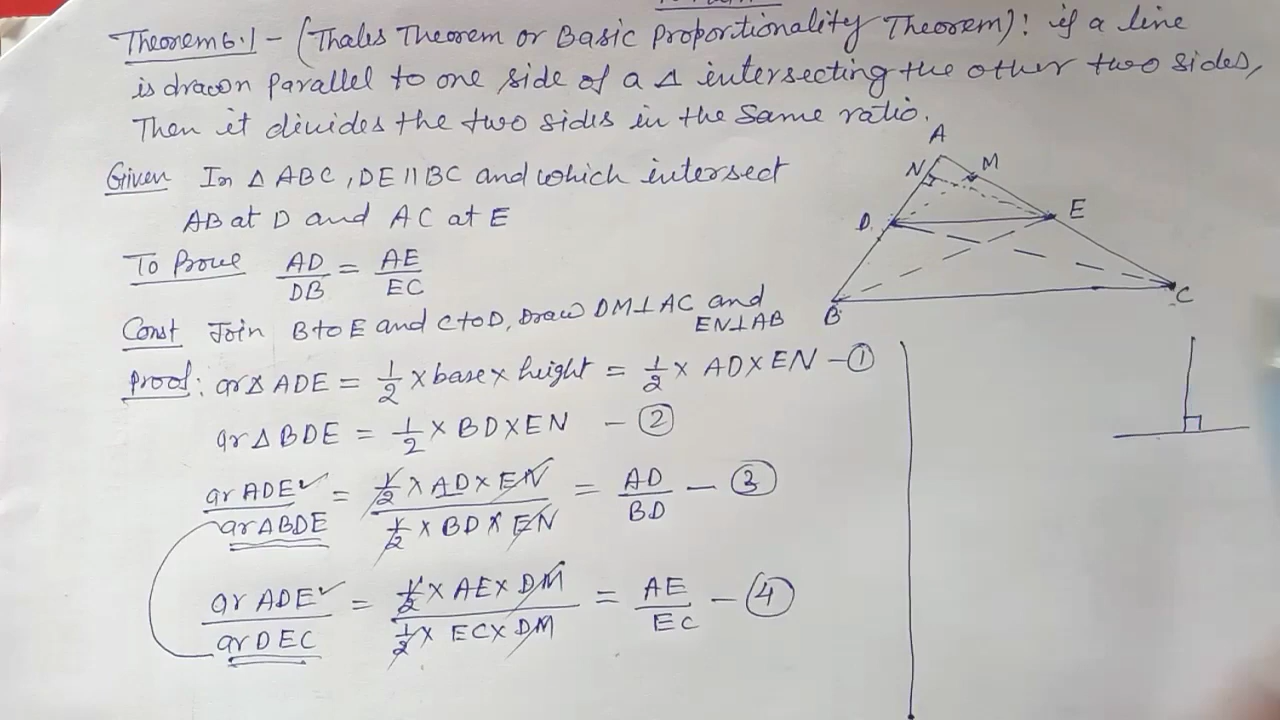 Theorem 6.1 - (Thales Theorem or Basic Proportionality Theorem): if a line
is drawn parallel to one side of a Δ intersecting the other two sides,
Then it divides the two sides in the same ratio.
Given In Δ ABC, DE || BC and which intersect
AB at D and AC at E
To Prove AD/DB = AE/EC
Const Join B to E and C to D, Draw DM⊥AC and
EN⊥AB
Proof: ar Δ ADE = 1/2 × base × height = 1/2 × AD × EN - ①
ar Δ BDE = 1/2 × BD × EN - ②
ar ADE / ar ΔBDE = 1/2 × AD × EN / 1/2 × BD × EN = AD/BD - ③
ar ADE / ar DEC = 1/2 × AE × DM / 1/2 × EC × DM = AE/EC - ④
A
N
M
D
E
B
C